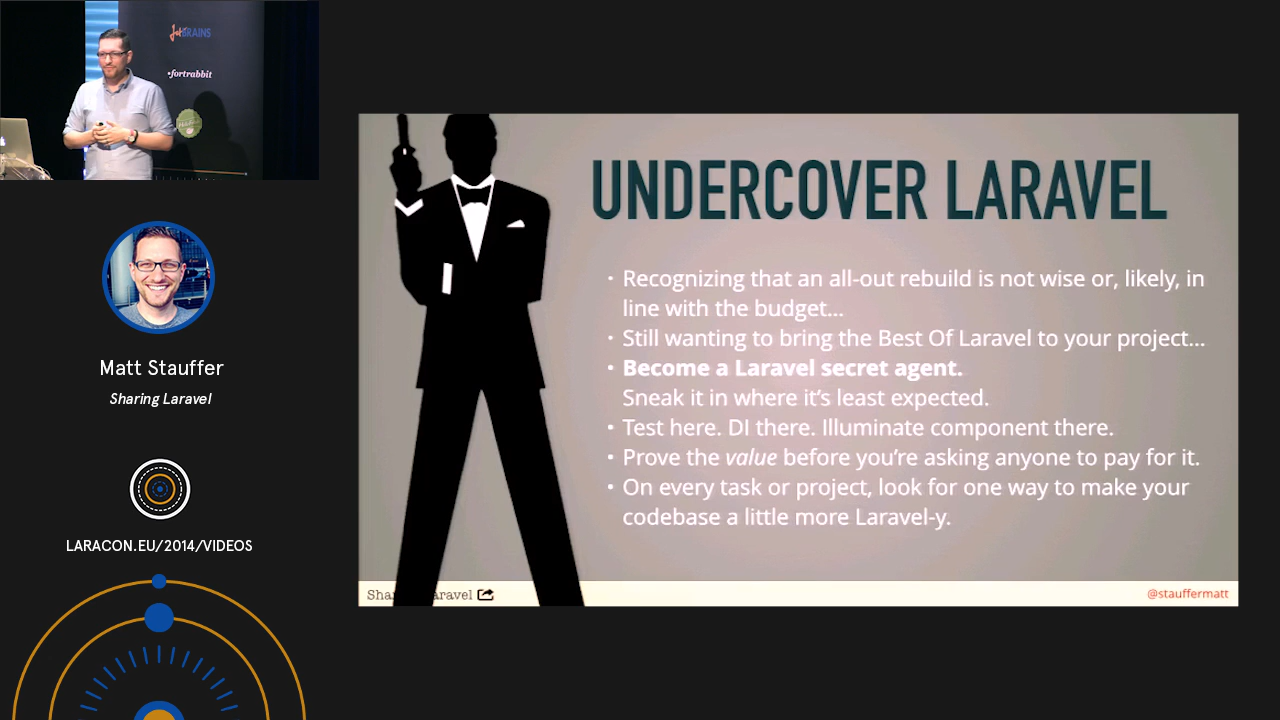 JetBRAINS
fortrabbit
Matt Stauffer
Sharing Laravel
LARACON.EU/2014/VIDEOS
UNDERCOVER LARAVEL
• Recognizing that an all-out rebuild is not wise or, likely, in
line with the budget...
• Still wanting to bring the Best Of Laravel to your project...
• Become a Laravel secret agent.
Sneak it in where it's least expected.
• Test here. DI there. Illuminate component there.
• Prove the value before you're asking anyone to pay for it.
• On every task or project, look for one way to make your
codebase a little more Laravel-y.
@stauffermatt